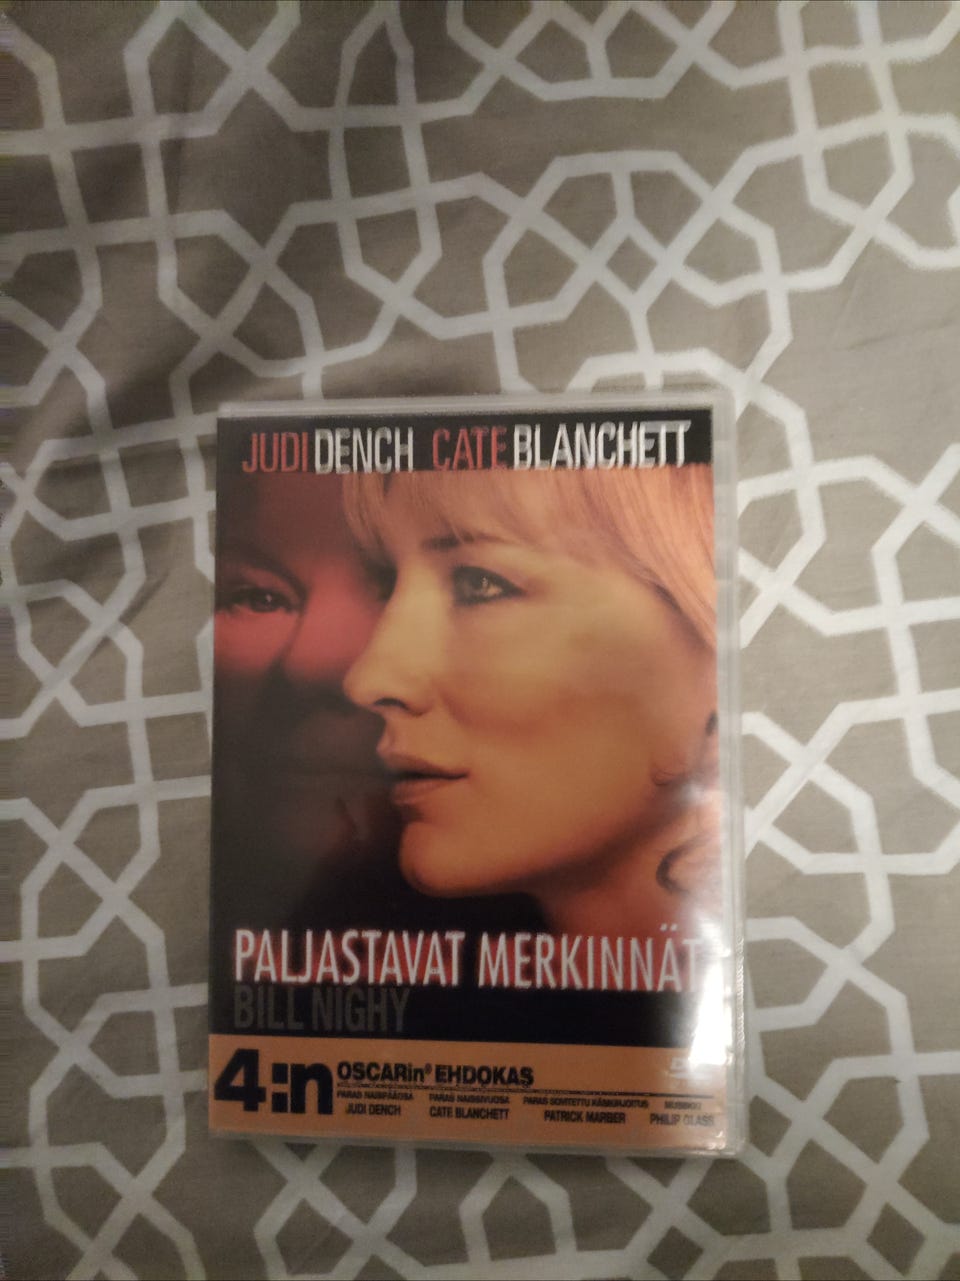 JUDI DENCH CATE BLANCHETT
PALJASTAVAT MERKINNÄT
BILL NIGHY
4:n OSCARin® EHDOKAS
PARAS NAISPÄÄOSA PARAS NAISSIVUOSA PARAS SOVITETTU KÄSIKIRJOITUS MUSIIKKI
JUDI DENCH CATE BLANCHETT PATRICK MARBER PHILIP GLASS